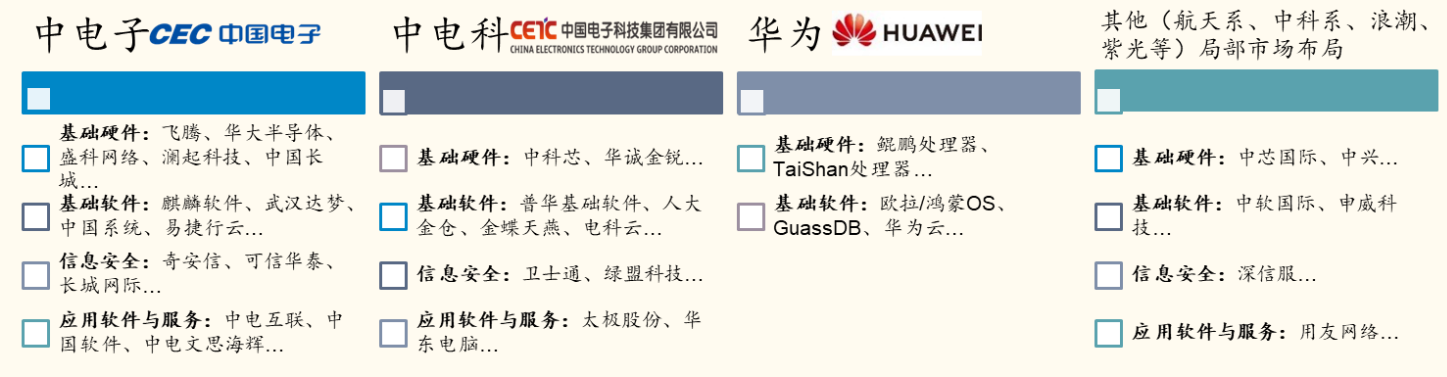 中电子CEC 中国电子
基础硬件：飞腾、华大半导体、
盛科网络、澜起科技、中国长
城…
基础软件：麒麟软件、武汉达梦、
中国系统、易捷行云…
信息安全：奇安信、可信华泰、
长城网际…
应用软件与服务：中电互联、中
国软件、中电文思海辉…
中电科CETC 中国电子科技集团有限公司
CHINA ELECTRONICS TECHNOLOGY GROUP CORPORATION
基础硬件：中科芯、华诚金锐…
基础软件：普华基础软件、人大
金仓、金蝶天燕、电科云…
信息安全：卫士通、绿盟科技…
应用软件与服务：太极股份、华
东电脑…
华为 HUAWEI
基础硬件：鲲鹏处理器、
TaiShan处理器…
基础软件：欧拉/鸿蒙OS、
GuassDB、华为云…
其他（航天系、中科系、浪潮、
紫光等）局部市场布局
基础硬件：中芯国际、中兴…
基础软件：中软国际、申威科
技…
信息安全：深信服…
应用软件与服务：用友网络…